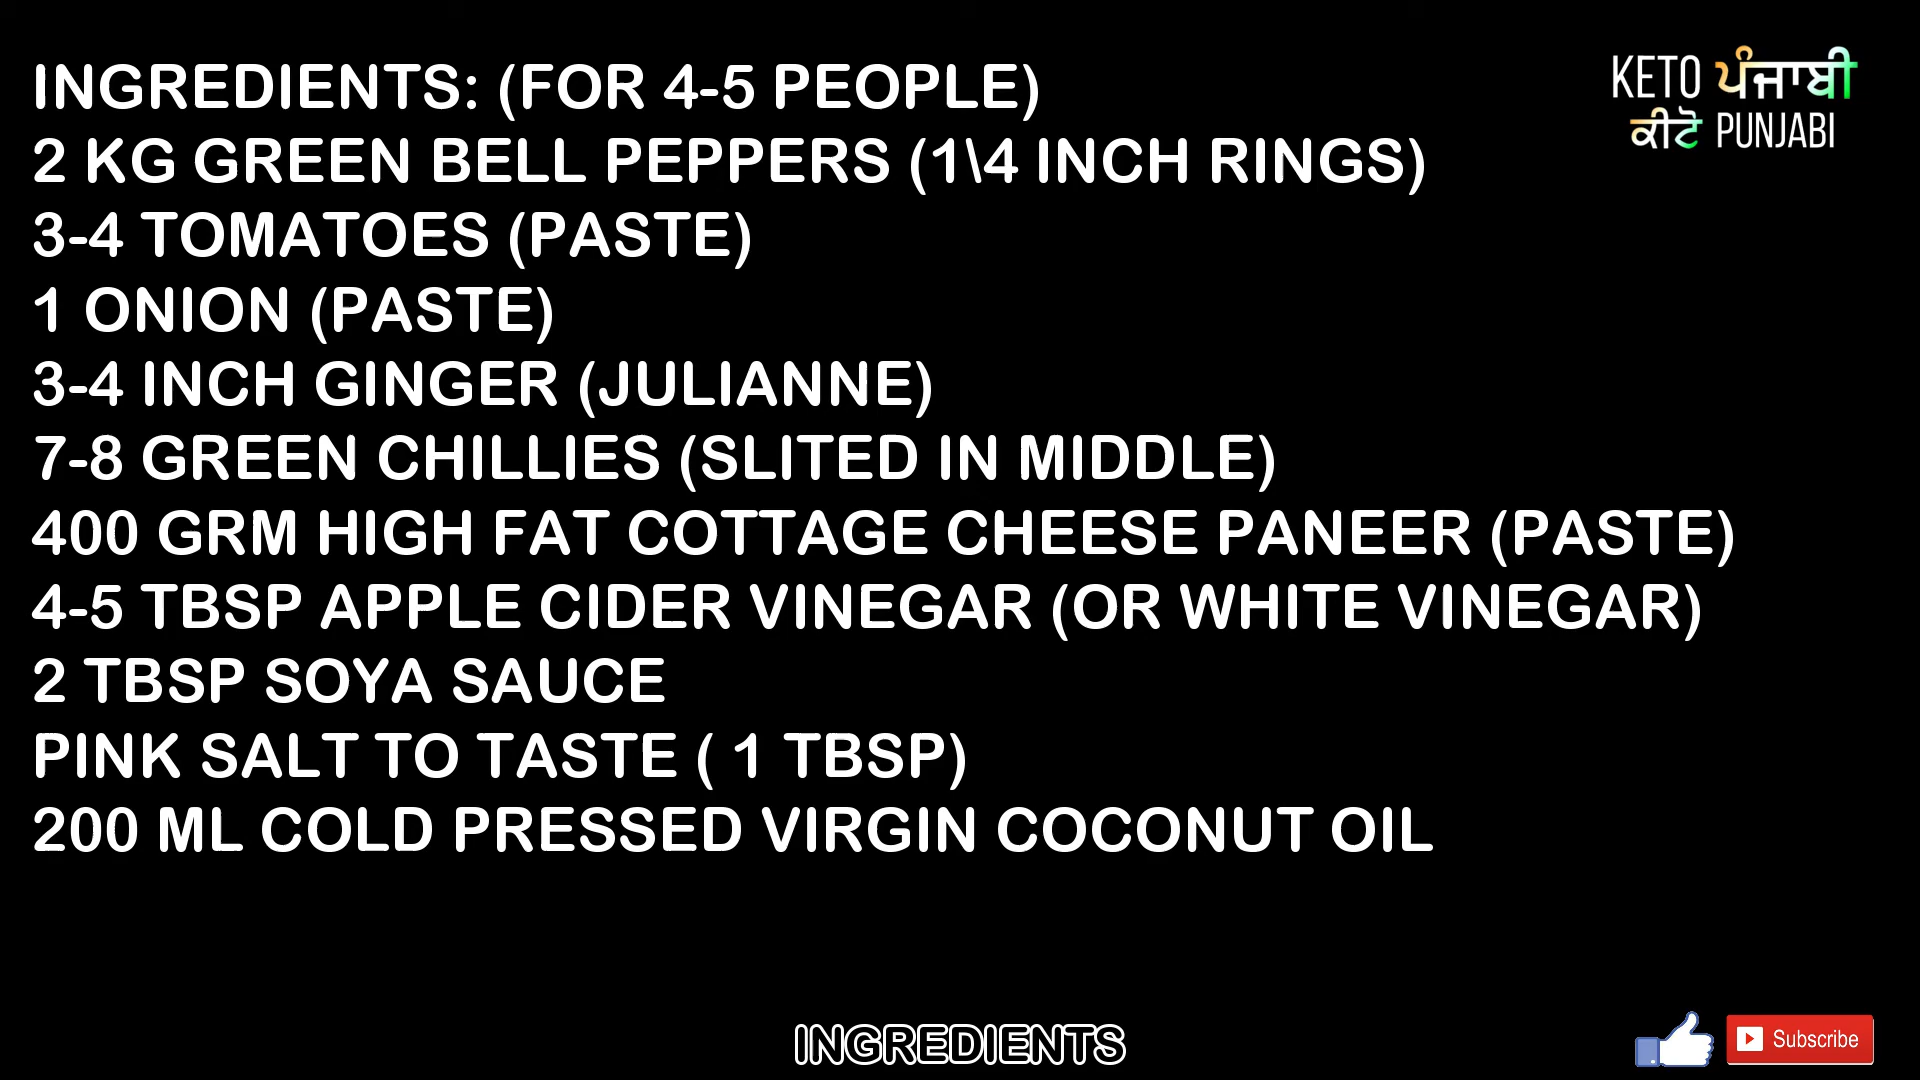 INGREDIENTS: (FOR 4-5 PEOPLE)
2 KG GREEN BELL PEPPERS (1\4 INCH RINGS)
3-4 TOMATOES (PASTE)
1 ONION (PASTE)
3-4 INCH GINGER (JULIANNE)
7-8 GREEN CHILLIES (SLITED IN MIDDLE)
400 GRM HIGH FAT COTTAGE CHEESE PANEER (PASTE)
4-5 TBSP APPLE CIDER VINEGAR (OR WHITE VINEGAR)
2 TBSP SOYA SAUCE
PINK SALT TO TASTE ( 1 TBSP)
200 ML COLD PRESSED VIRGIN COCONUT OIL
KETO ਪੰਜਾਬੀ
ਕੀਟੋ PUNJABI
INGREDIENTS
Subscribe